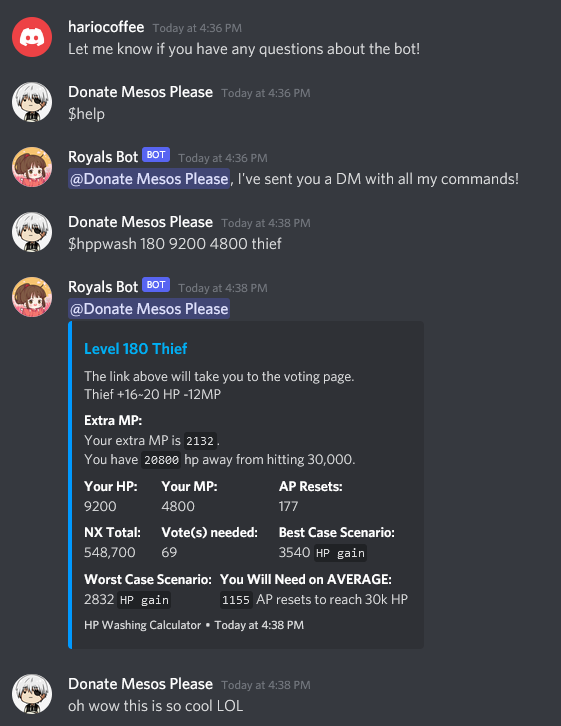 hariocoffee Today at 4:36 PM
Let me know if you have any questions about the bot!
Donate Mesos Please Today at 4:36 PM
$help
Royals Bot BOT Today at 4:36 PM
@Donate Mesos Please, I've sent you a DM with all my commands!
Donate Mesos Please Today at 4:38 PM
$hppwash 180 9200 4800 thief
Royals Bot BOT Today at 4:38 PM
@Donate Mesos Please
Level 180 Thief
The link above will take you to the voting page.
Thief +16~20 HP -12MP
Extra MP:
Your extra MP is 2132.
You have 20800 hp away from hitting 30,000.
Your HP: Your MP: AP Resets:
9200 4800 177
NX Total: Vote(s) needed: Best Case Scenario:
548,700 69 3540 HP gain
Worst Case Scenario: You Will Need on AVERAGE:
2832 HP gain 1155 AP resets to reach 30k HP
HP Washing Calculator • Today at 4:38 PM
Donate Mesos Please Today at 4:38 PM
oh wow this is so cool LOL